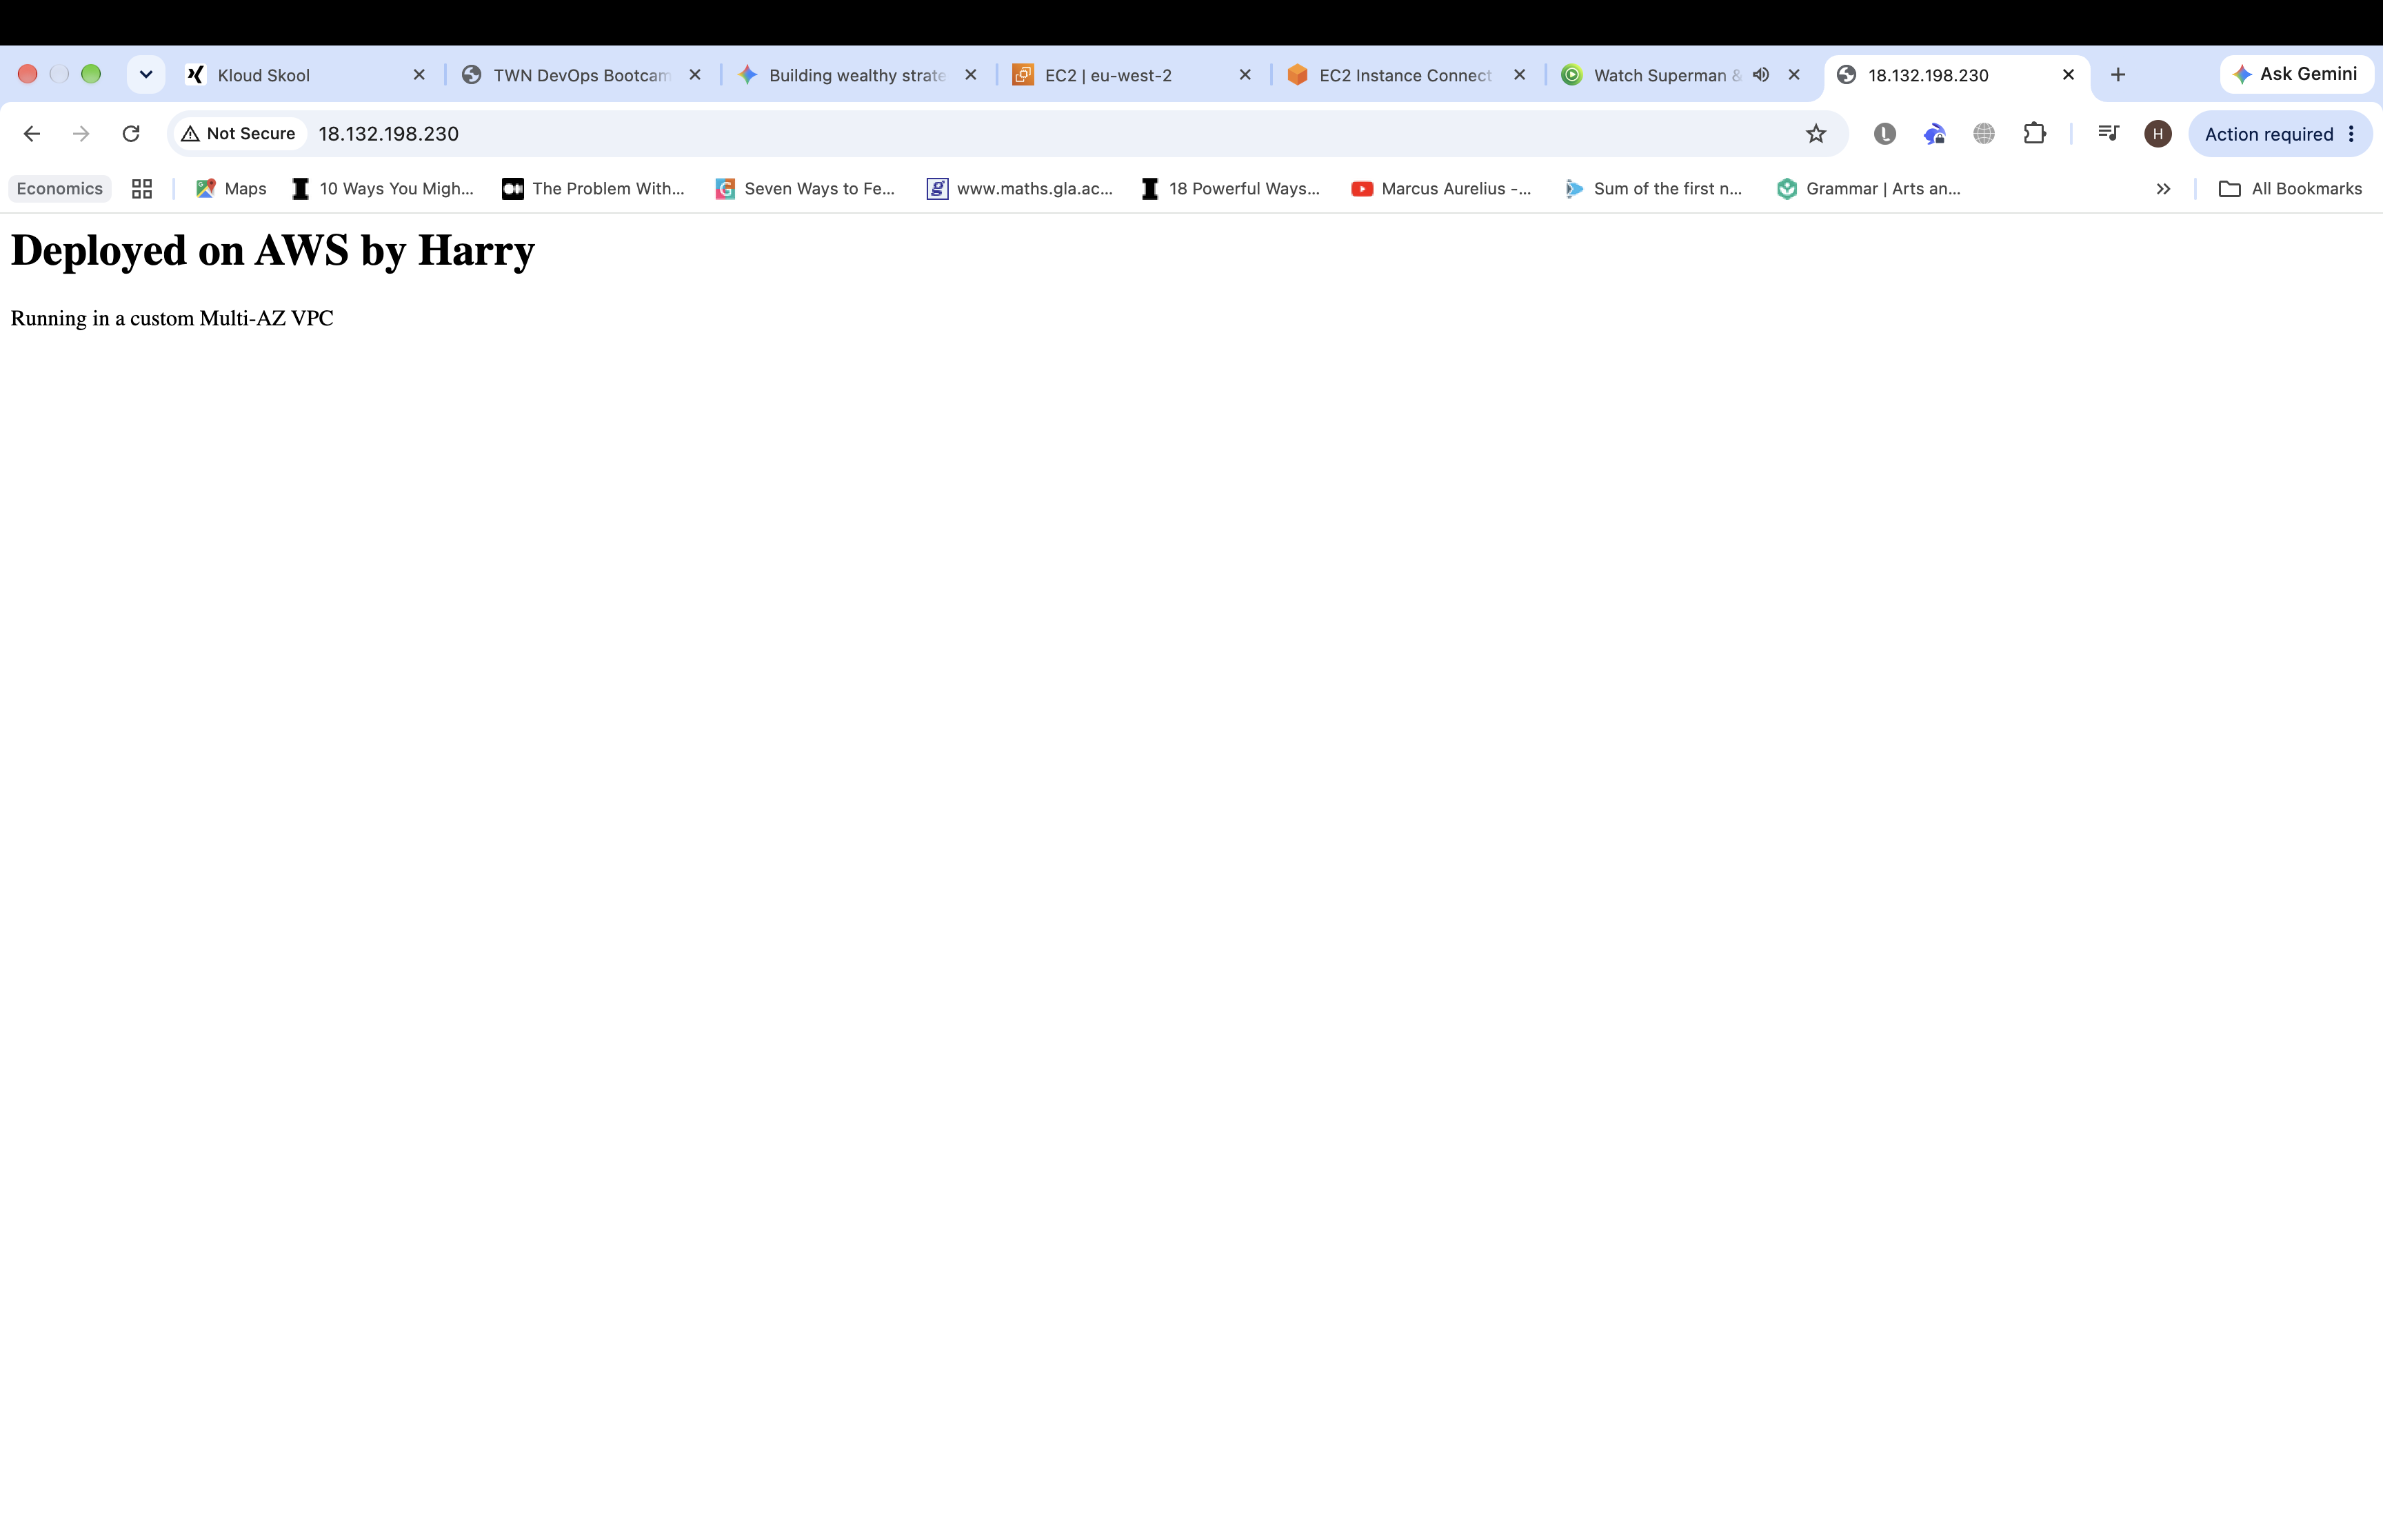 Kloud Skool
TWN DevOps Bootcam
Building wealthy strate
EC2 | eu-west-2
EC2 Instance Connect
Watch Superman &
18.132.198.230
Ask Gemini
Not Secure
18.132.198.230
H
Action required
Economics
Maps
10 Ways You Migh...
The Problem With...
Seven Ways to Fe...
www.maths.gla.ac...
18 Powerful Ways...
Marcus Aurelius -...
Sum of the first n...
Grammar | Arts an...
All Bookmarks
Deployed on AWS by Harry
Running in a custom Multi-AZ VPC